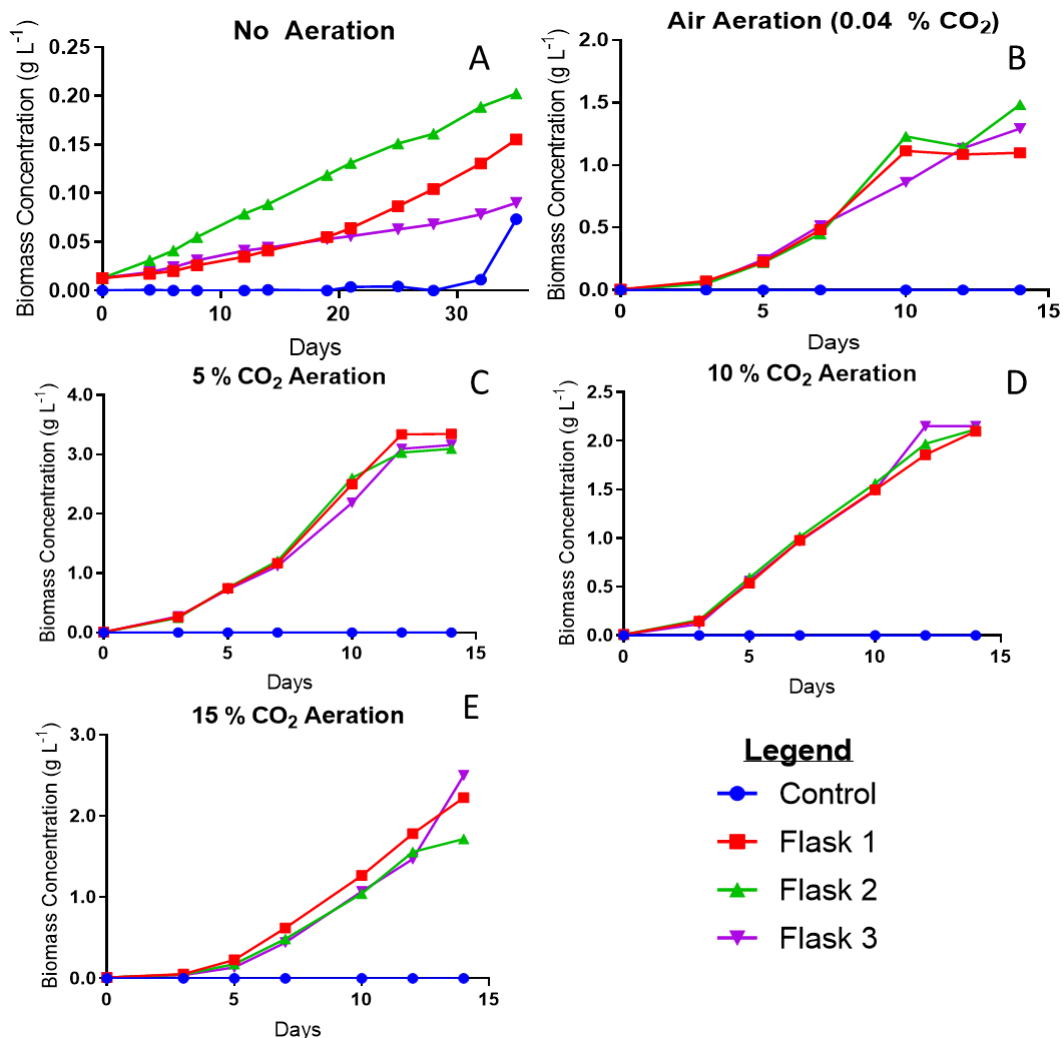 No Aeration
A
Biomass Concentration (g L⁻¹)
0.25
0.20
0.15
0.10
0.05
0.00
0
10
20
30
Days
Air Aeration (0.04 % CO₂)
B
Biomass Concentration (g L⁻¹)
2.0
1.5
1.0
0.5
0.0
0
5
10
15
Days
5 % CO₂ Aeration
C
Biomass Concentration (g L⁻¹)
4.0
3.0
2.0
1.0
0.0
0
5
10
15
Days
10 % CO₂ Aeration
D
Biomass Concentration (g L⁻¹)
2.5
2.0
1.5
1.0
0.5
0.0
0
5
10
15
Days
15 % CO₂ Aeration
E
Biomass Concentration (g L⁻¹)
3.0
2.0
1.0
0.0
0
5
10
15
Days
Legend
Control
Flask 1
Flask 2
Flask 3